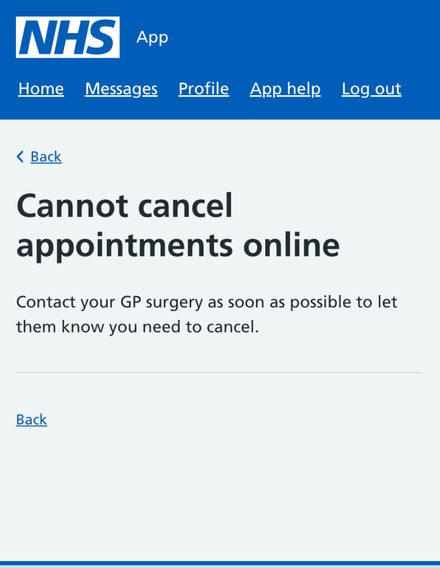 NHS App
Home Messages Profile App help Log out
Back
Cannot cancel
appointments online
Contact your GP surgery as soon as possible to let
them know you need to cancel.
Back